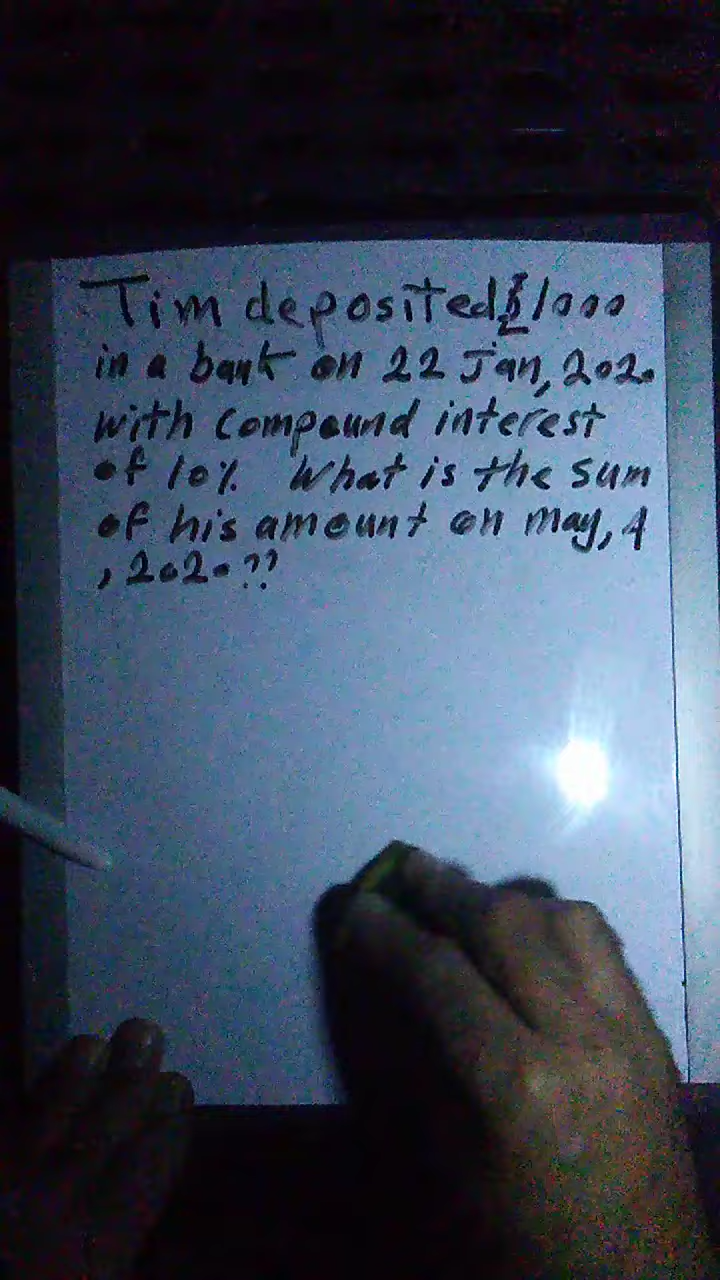 Tim deposited $1000
in a bank on 22 Jan, 2020
with compound interest
of 10% What is the sum
of his amount on may, 4
, 2020??